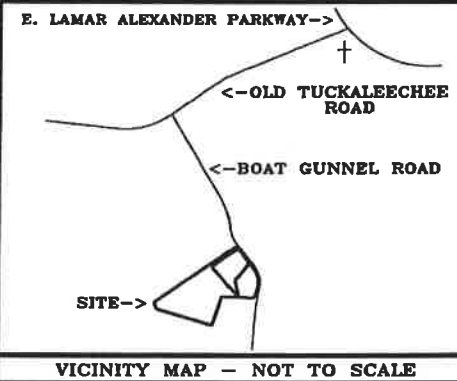 E. LAMAR ALEXANDER PARKWAY->
<-OLD TUCKALEECHEE
ROAD
<-BOAT GUNNEL ROAD
SITE->
VICINITY MAP - NOT TO SCALE